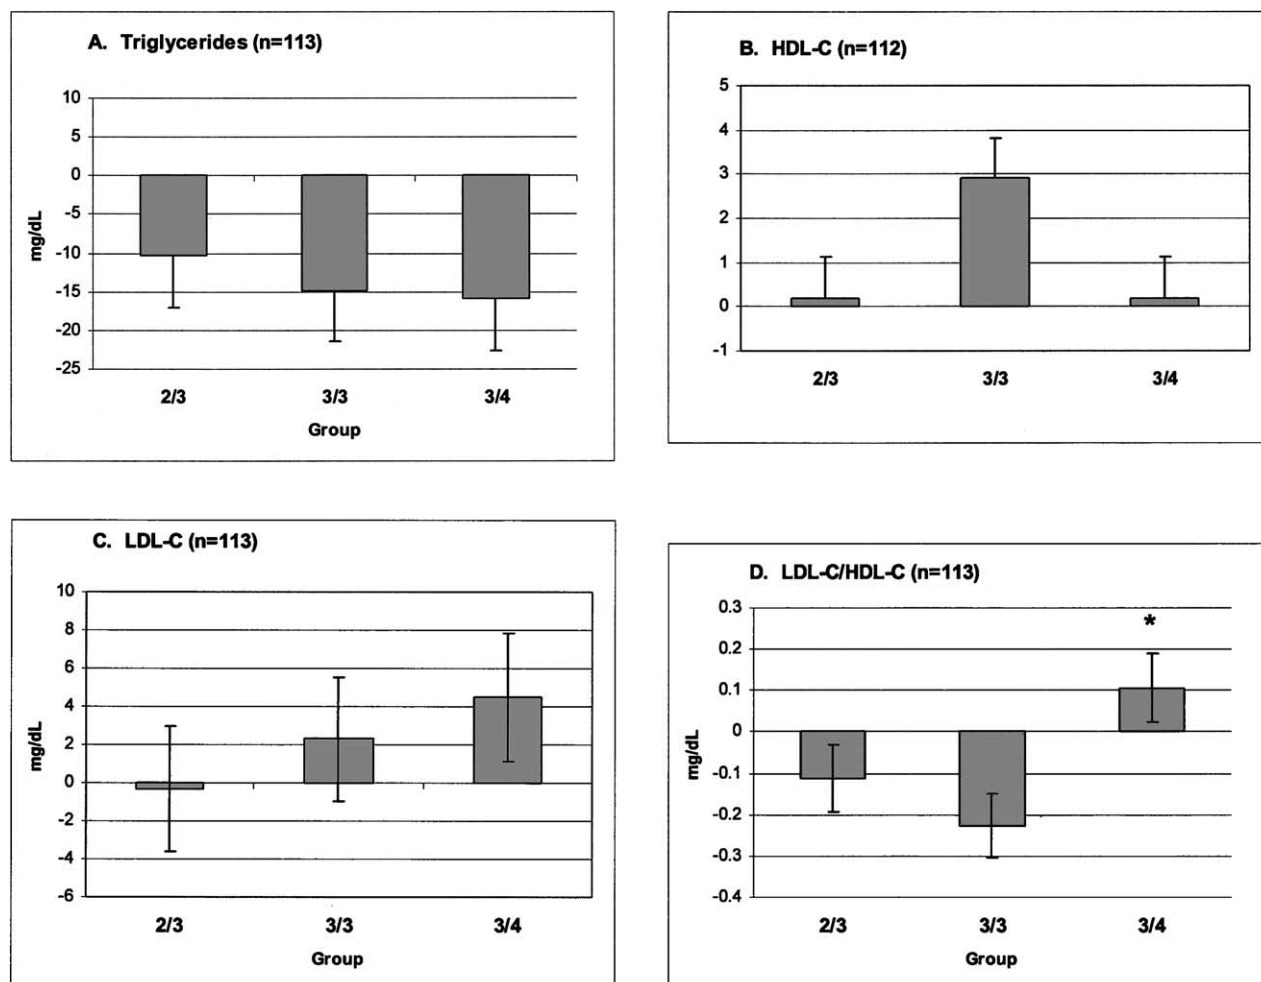 A. Triglycerides (n=113)
10
5
0
-5
-10
-15
-20
-25
mg/dL
2/3 3/3 3/4
Group
B. HDL-C (n=112)
5
4
3
2
1
0
-1
2/3 3/3 3/4
C. LDL-C (n=113)
10
8
6
4
2
0
-2
-4
-6
mg/dL
2/3 3/3 3/4
Group
D. LDL-C/HDL-C (n=113)
0.3
*
0.2
0.1
0
-0.1
-0.2
-0.3
-0.4
mg/dL
2/3 3/3 3/4
Group